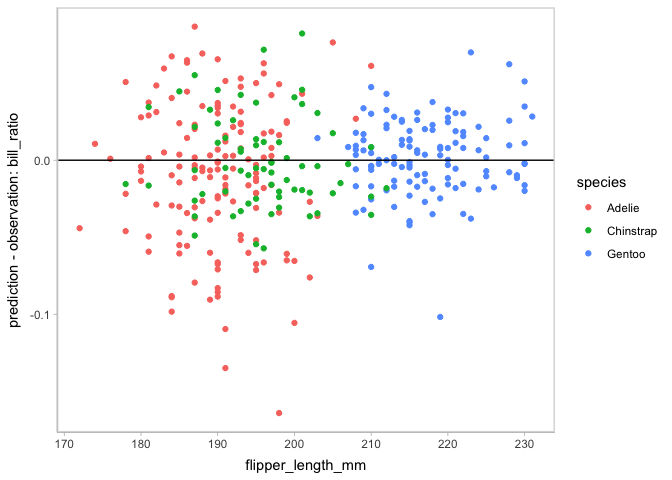 prediction - observation: bill_ratio
0.0
-0.1
170 180 190 200 210 220 230
flipper_length_mm
species
Adelie
Chinstrap
Gentoo